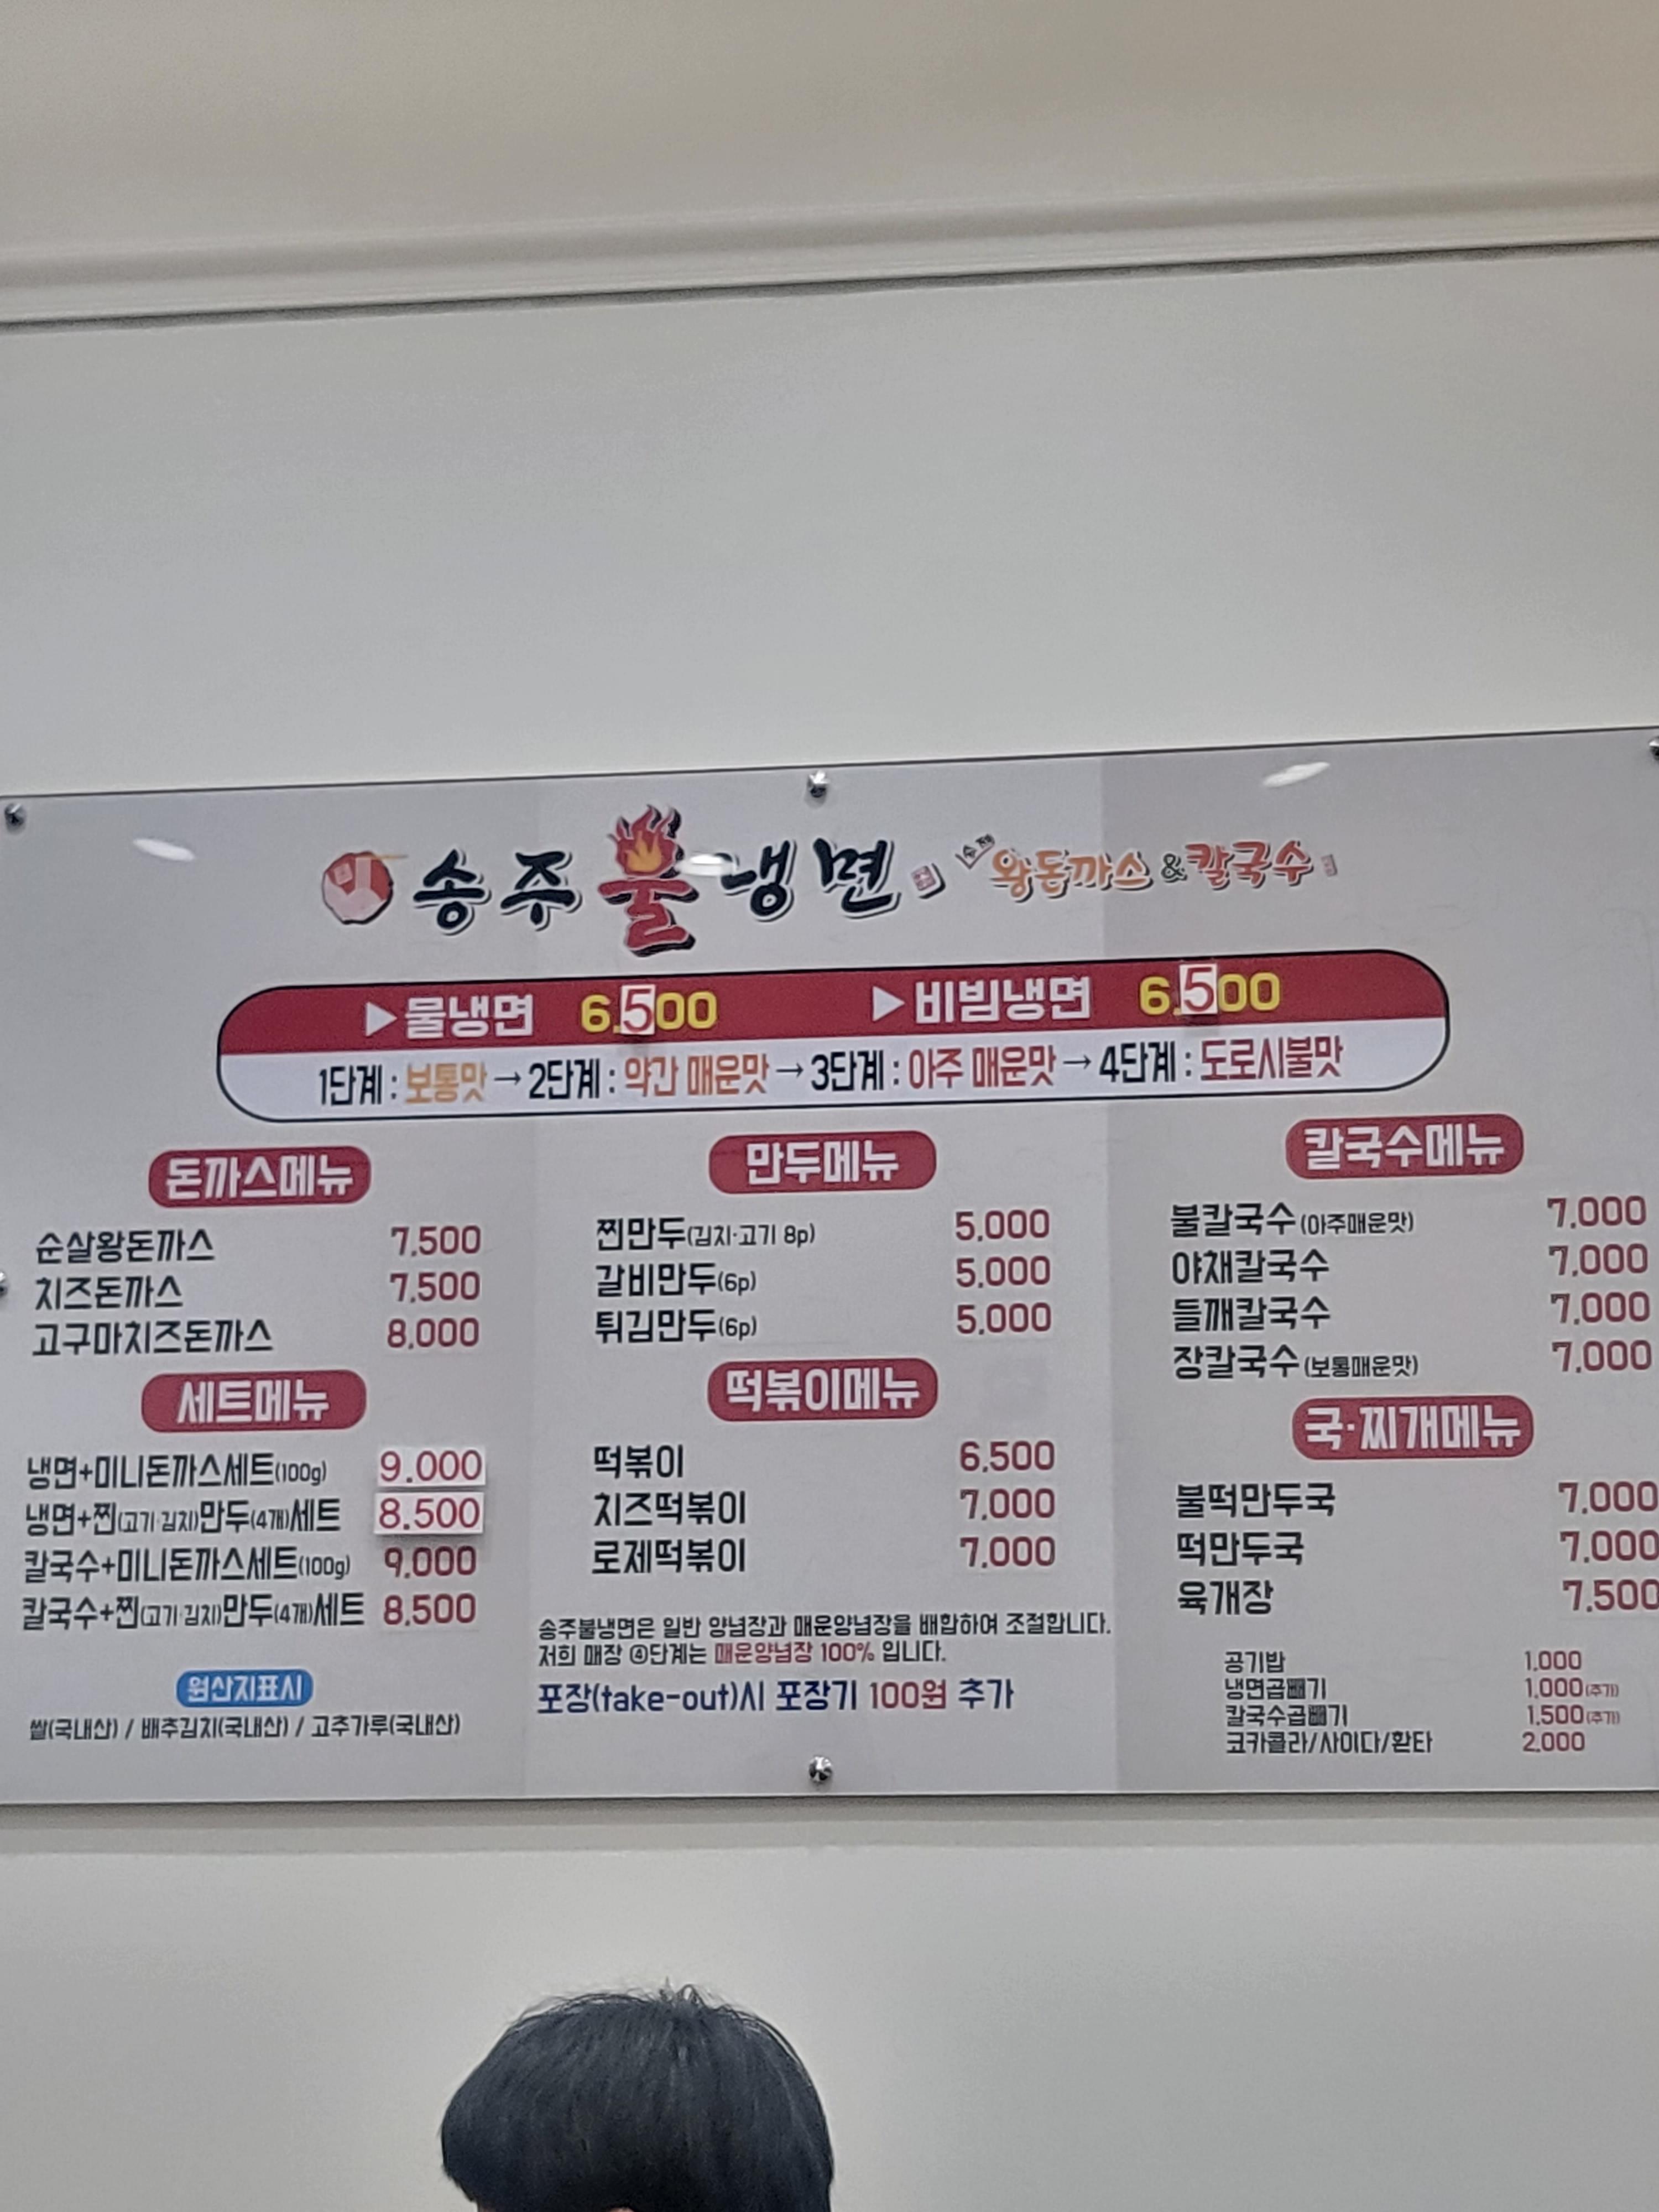 송주불냉면 수제 왕돈까스&칼국수
▶물냉면 6,500 ▶비빔냉면 6,500
1단계 : 보통맛 → 2단계 : 약간 매운맛 → 3단계 : 아주 매운맛 → 4단계 : 도로시불맛
돈까스메뉴
순살왕돈까스 7,500
치즈돈까스 7,500
고구마치즈돈까스 8,000
세트메뉴
냉면+미니돈까스세트(100g) 9.000
냉면+찐(고기·김치)만두(4개)세트 8.500
칼국수+미니돈까스세트(100g) 9,000
칼국수+찐(고기·김치)만두(4개)세트 8,500
원산지표시
쌀(국내산) / 배추김치(국내산) / 고추가루(국내산)
만두메뉴
찐만두(김치·고기 8p) 5,000
갈비만두(6p) 5,000
튀김만두(6p) 5,000
떡볶이메뉴
떡볶이 6,500
치즈떡볶이 7,000
로제떡볶이 7,000
송주불냉면은 일반 양념장과 매운양념장을 배합하여 조절합니다.
저희 매장 ④단계는 매운양념장 100% 입니다.
포장(take-out)시 포장기 100원 추가
칼국수메뉴
불칼국수(아주매운맛) 7,000
야채칼국수 7,000
들깨칼국수 7,000
장칼국수(보통매운맛) 7,000
국·찌개메뉴
불떡만두국 7,000
떡만두국 7,000
육개장 7,500
공기밥 1,000
냉면곱빼기 1,000(추가)
칼국수곱빼기 1,500(추가)
코카콜라/사이다/환타 2,000